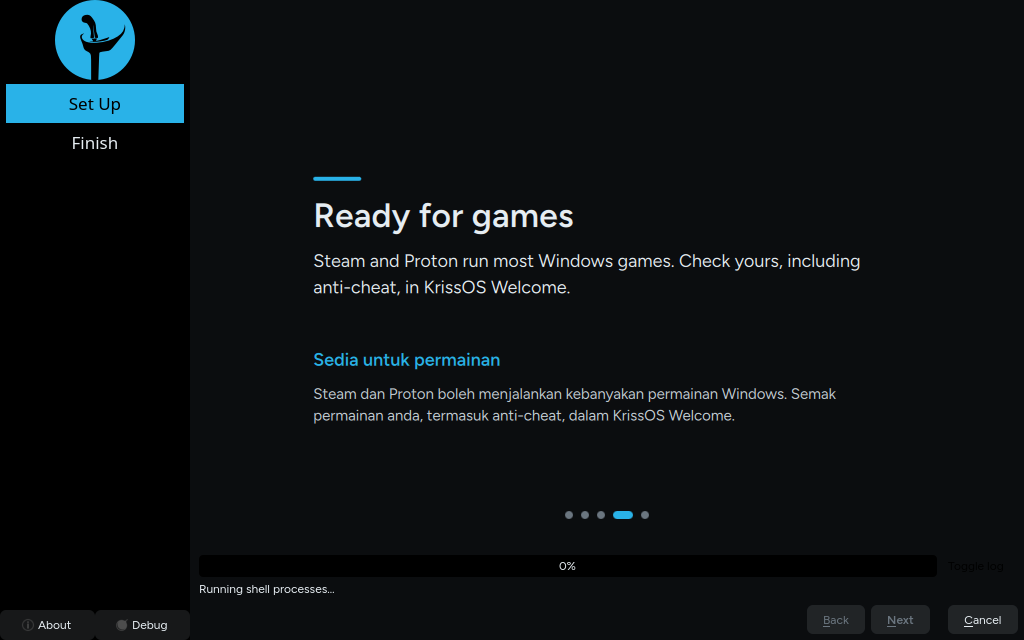 Set Up
Finish
Ready for games
Steam and Proton run most Windows games. Check yours, including
anti-cheat, in KrissOS Welcome.
Sedia untuk permainan
Steam dan Proton boleh menjalankan kebanyakan permainan Windows. Semak
permainan anda, termasuk anti-cheat, dalam KrissOS Welcome.
0%
Toggle log
Running shell processes...
About
Debug
Back
Next
Cancel